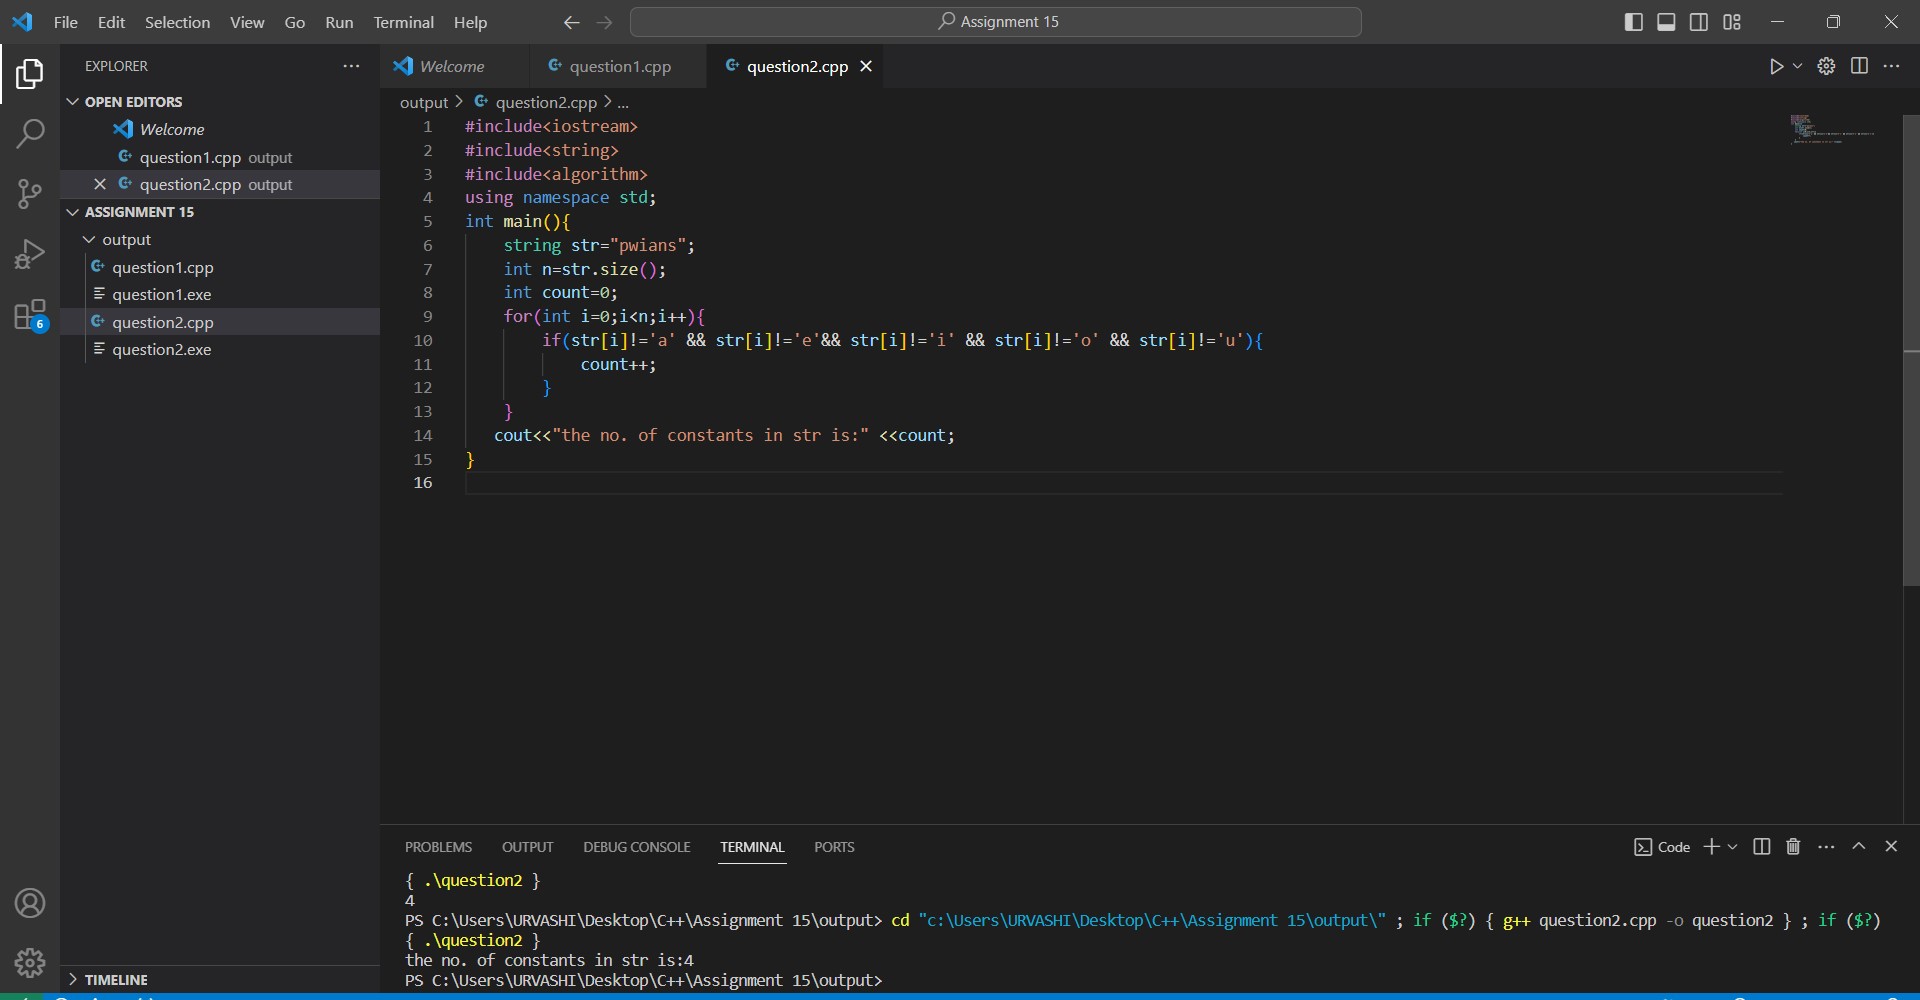 File Edit Selection View Go Run Terminal Help
Assignment 15
EXPLORER
OPEN EDITORS
Welcome
question1.cpp output
question2.cpp output
ASSIGNMENT 15
output
question1.cpp
question1.exe
question2.cpp
question2.exe
6
TIMELINE
Welcome question1.cpp question2.cpp
output > question2.cpp > ...
1 #include<iostream>
2 #include<string>
3 #include<algorithm>
4 using namespace std;
5 int main(){
6 string str="pwians";
7 int n=str.size();
8 int count=0;
9 for(int i=0;i<n;i++){
10 if(str[i]!='a' && str[i]!='e'&& str[i]!='i' && str[i]!='o' && str[i]!='u'){
11 count++;
12 }
13 }
14 cout<<"the no. of constants in str is:" <<count;
15 }
16
PROBLEMS OUTPUT DEBUG CONSOLE TERMINAL PORTS
Code
{ .\question2 }
4
PS C:\Users\URVASHI\Desktop\C++\Assignment 15\output> cd "c:\Users\URVASHI\Desktop\C++\Assignment 15\output\" ; if ($?) { g++ question2.cpp -o question2 } ; if ($?)
{ .\question2 }
the no. of constants in str is:4
PS C:\Users\URVASHI\Desktop\C++\Assignment 15\output>